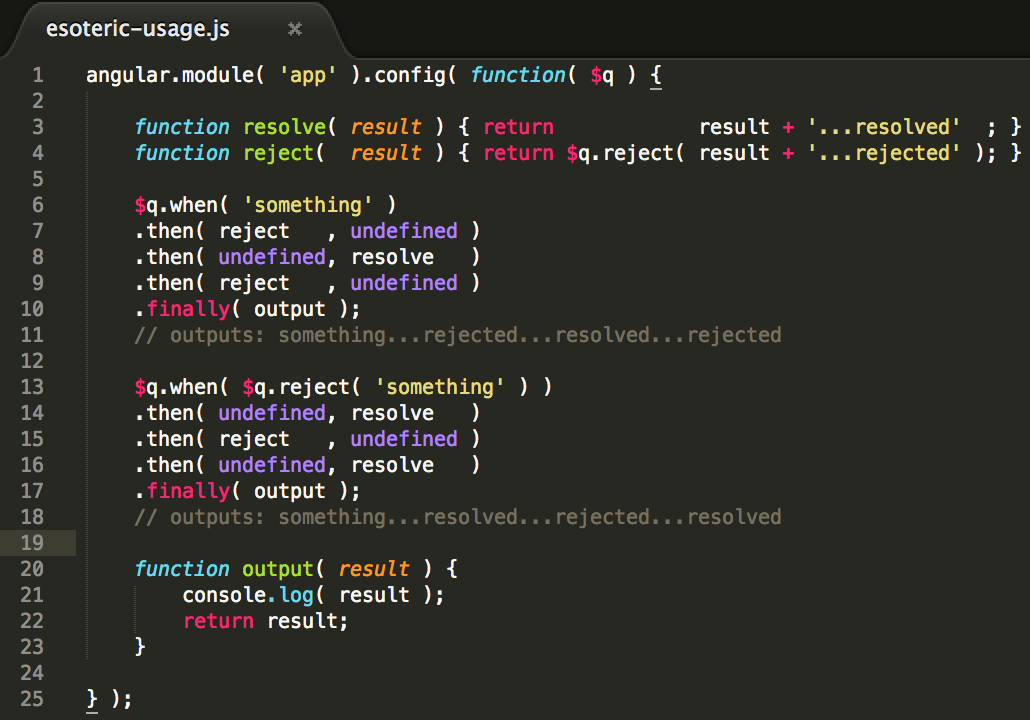 esoteric-usage.js ×
1 angular.module( 'app' ).config( function( $q ) {
2
3     function resolve( result ) { return            result + '...resolved'  ; }
4     function reject(  result ) { return $q.reject( result + '...rejected' ); }
5
6     $q.when( 'something' )
7     .then( reject   , undefined )
8     .then( undefined, resolve   )
9     .then( reject   , undefined )
10     .finally( output );
11     // outputs: something...rejected...resolved...rejected
12
13     $q.when( $q.reject( 'something' ) )
14     .then( undefined, resolve   )
15     .then( reject   , undefined )
16     .then( undefined, resolve   )
17     .finally( output );
18     // outputs: something...resolved...rejected...resolved
19
20     function output( result ) {
21         console.log( result );
22         return result;
23     }
24
25 } );